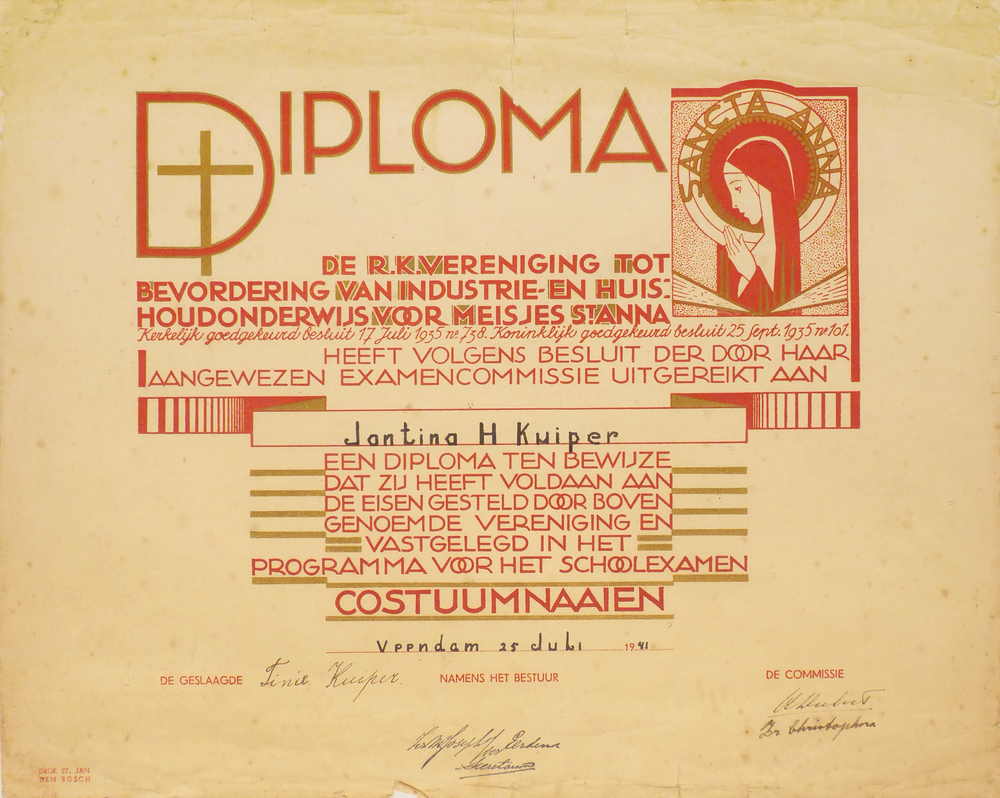 DIPLOMA
SANCTA ANNA
DE R.K. VERENIGING TOT
BEVORDERING VAN INDUSTRIE- EN HUIS-
HOUDONDERWIJS VOOR MEISJES ST ANNA
Kerkelijk goedgekeurd besluit 17 Juli 1935 no 738. Koninklijk goedgekeurd besluit 25 Sept. 1935 no 101.
HEEFT VOLGENS BESLUIT DER DOOR HAAR
AANGEWEZEN EXAMENCOMMISSIE UITGEREIKT AAN
Jantina H Kuiper
EEN DIPLOMA TEN BEWIJZE
DAT ZIJ HEEFT VOLDAAN AAN
DE EISEN GESTELD DOOR BOVEN
GENOEMDE VERENIGING EN
VASTGELEGD IN HET
PROGRAMMA VOOR HET SCHOOLEXAMEN
COSTUUMNAAIEN
Veendam 25 Juli 1941
DE GESLAAGDE Tinie Kuiper. NAMENS HET BESTUUR DE COMMISSIE
Zr. Christophora
Secretaresse
DRUK ST. JAN
DEN BOSCH